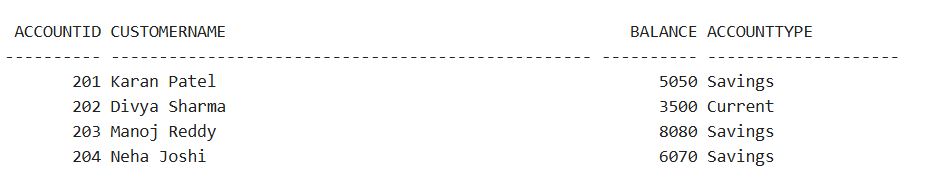 ACCOUNTID CUSTOMERNAME                                          BALANCE ACCOUNTTYPE
---------- -------------------------------------------------- ---------- --------------------
       201 Karan Patel                                              5050 Savings
       202 Divya Sharma                                             3500 Current
       203 Manoj Reddy                                              8080 Savings
       204 Neha Joshi                                               6070 Savings